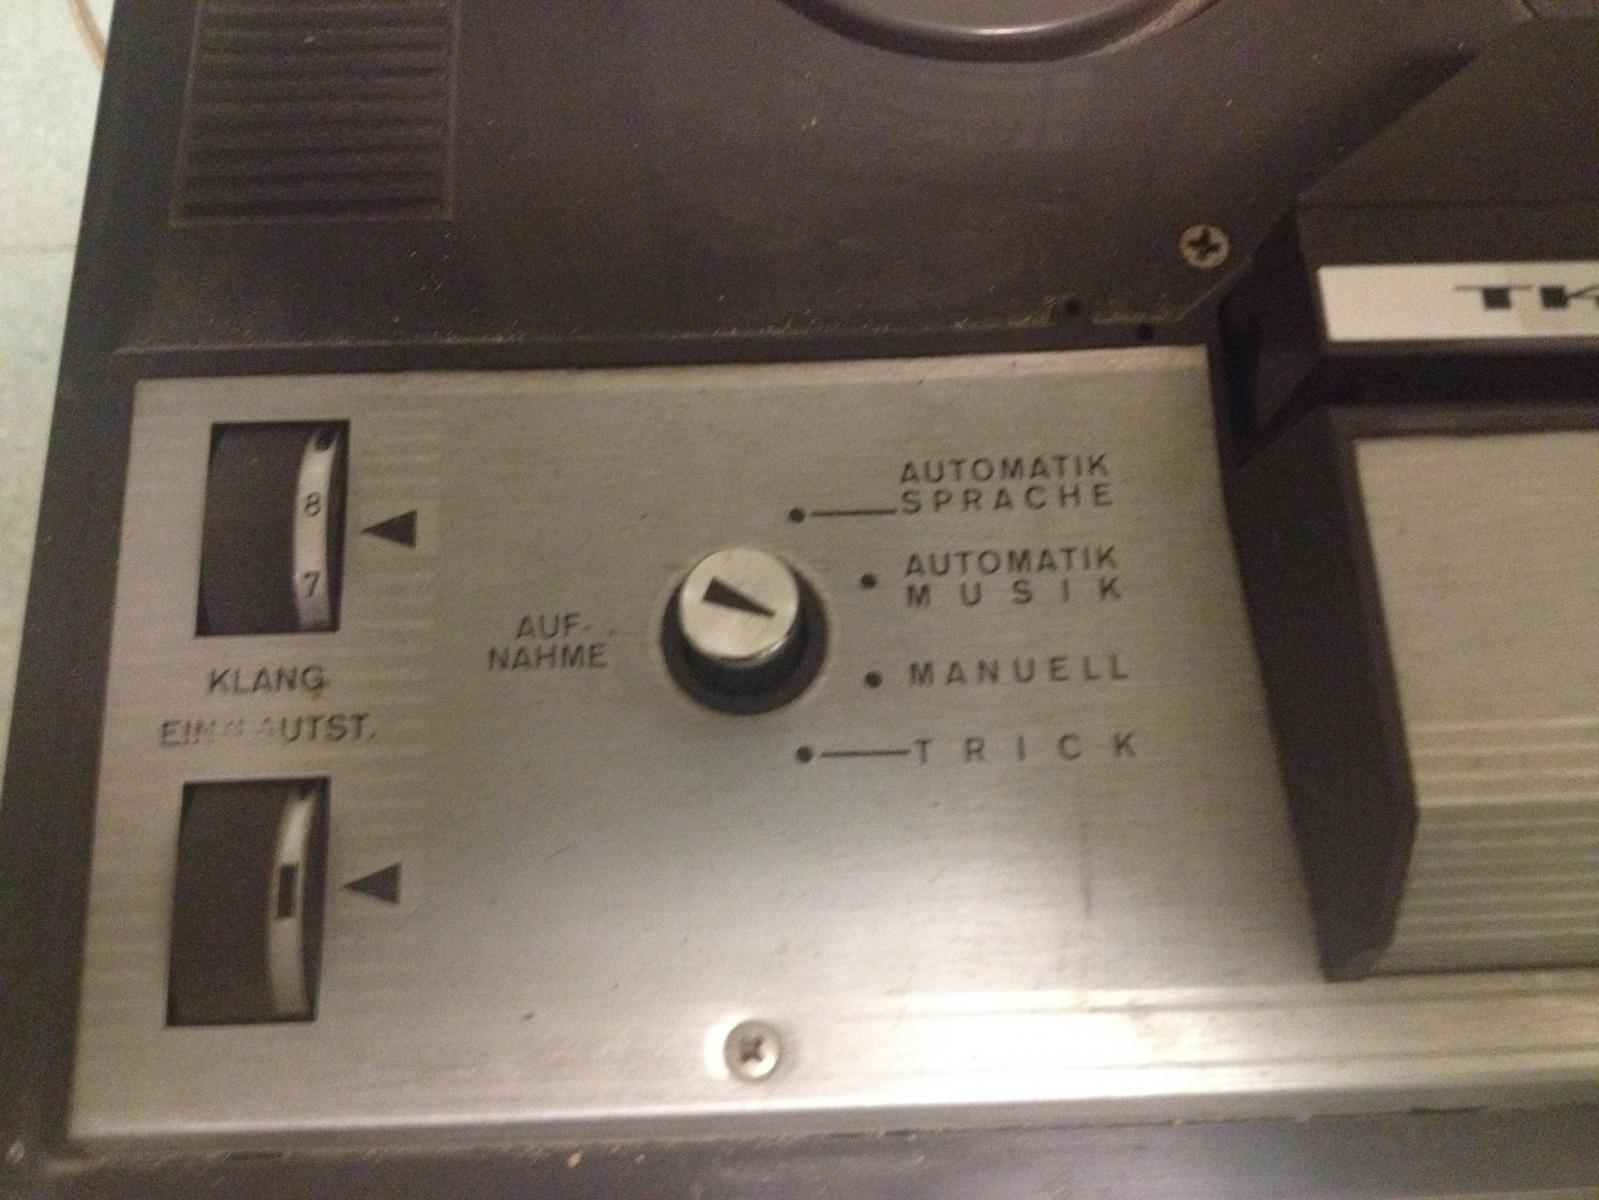 TK
8
7
KLANG
AUF-
NAHME
AUTOMATIK
SPRACHE
AUTOMATIK
MUSIK
MANUELL
TRICK